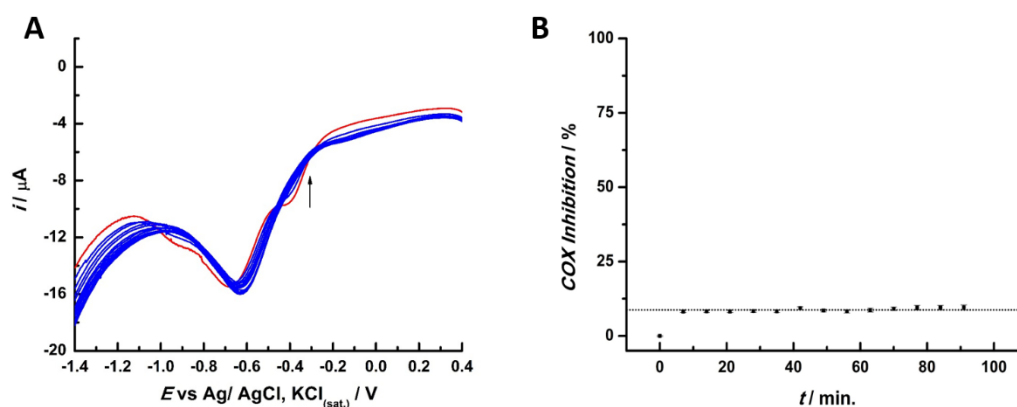 A
0
-4
-8
-12
-16
-20
i / μA
-1.4 -1.2 -1.0 -0.8 -0.6 -0.4 -0.2 0.0 0.2 0.4
E vs Ag/ AgCl, KCl(sat.) / V
B
100
75
50
25
0
COX Inhibition / %
0 20 40 60 80 100
t / min.